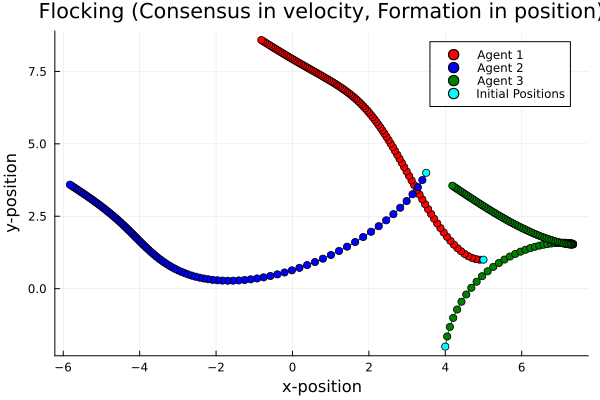 Flocking (Consensus in velocity, Formation in position)
y-position
7.5
5.0
2.5
0.0
Agent 1
Agent 2
Agent 3
Initial Positions
−6
−4
−2
0
2
4
6
x-position